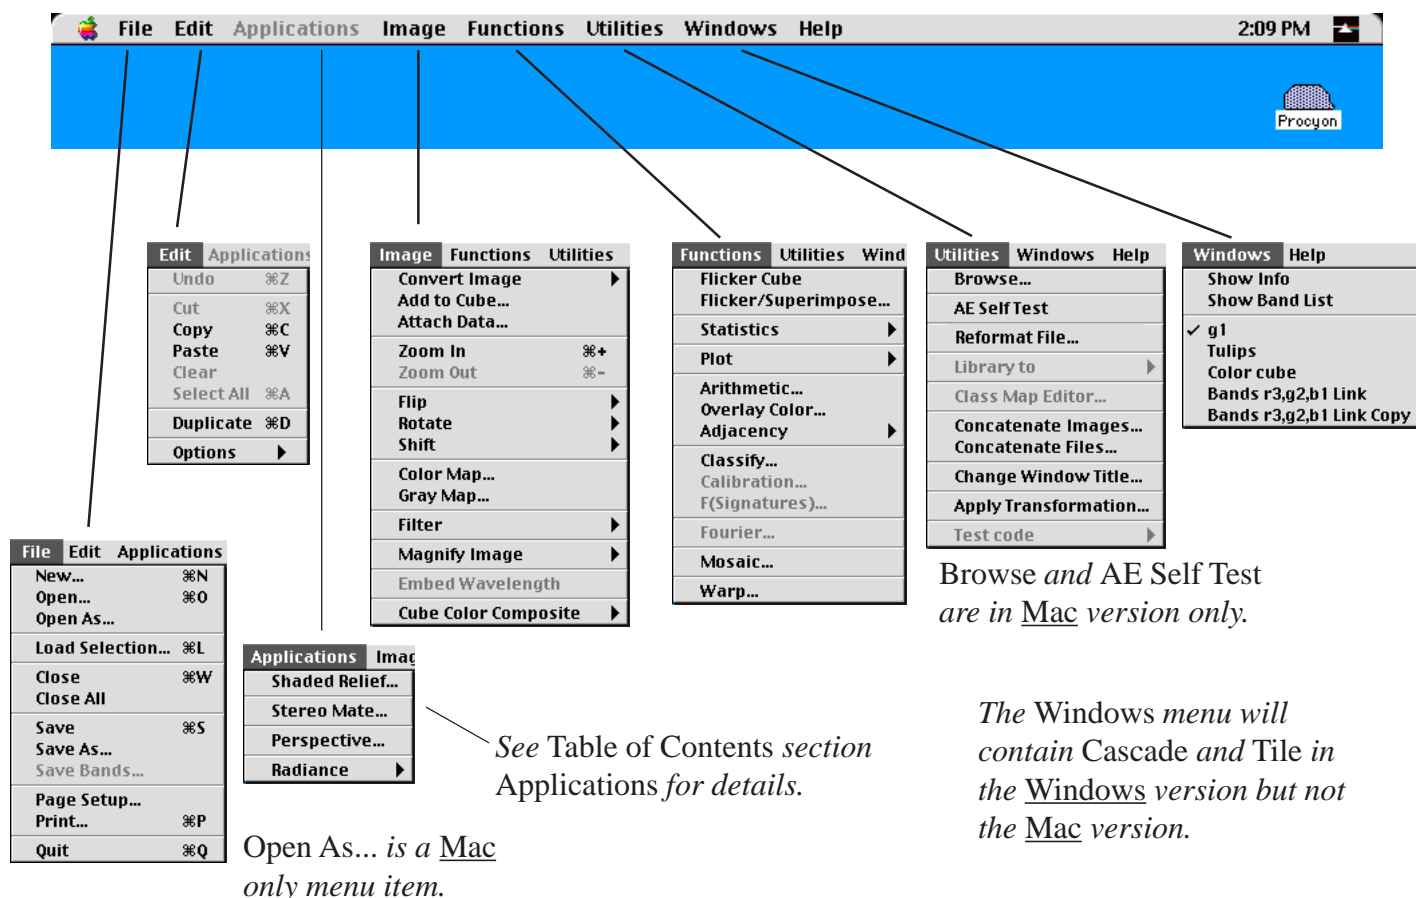 File Edit Applications Image Functions Utilities Windows Help 2:09 PM
Procyon
Edit Applications
Undo ⌘Z
Cut ⌘X
Copy ⌘C
Paste ⌘V
Clear
Select All ⌘A
Duplicate ⌘D
Options
Image Functions Utilities
Convert Image
Add to Cube...
Attach Data...
Zoom In ⌘+
Zoom Out ⌘-
Flip
Rotate
Shift
Color Map...
Gray Map...
Filter
Magnify Image
Embed Wavelength
Cube Color Composite
Functions Utilities Wind
Flicker Cube
Flicker/Superimpose...
Statistics
Plot
Arithmetic...
Overlay Color...
Adjacency
Classify...
Calibration...
F(Signatures)...
Fourier...
Mosaic...
Warp...
Utilities Windows Help
Browse...
AE Self Test
Reformat File...
Library to
Class Map Editor...
Concatenate Images...
Concatenate Files...
Change Window Title...
Apply Transformation...
Test code
Windows Help
Show Info
Show Band List
✓ g1
Tulips
Color cube
Bands r3,g2,b1 Link
Bands r3,g2,b1 Link Copy
File Edit Applications
New... ⌘N
Open... ⌘O
Open As...
Load Selection... ⌘L
Close ⌘W
Close All
Save ⌘S
Save As...
Save Bands...
Page Setup...
Print... ⌘P
Quit ⌘Q
Applications Imag
Shaded Relief...
Stereo Mate...
Perspective...
Radiance
Browse and AE Self Test
are in Mac version only.
See Table of Contents section
Applications for details.
The Windows menu will
contain Cascade and Tile in
the Windows version but not
the Mac version.
Open As... is a Mac
only menu item.